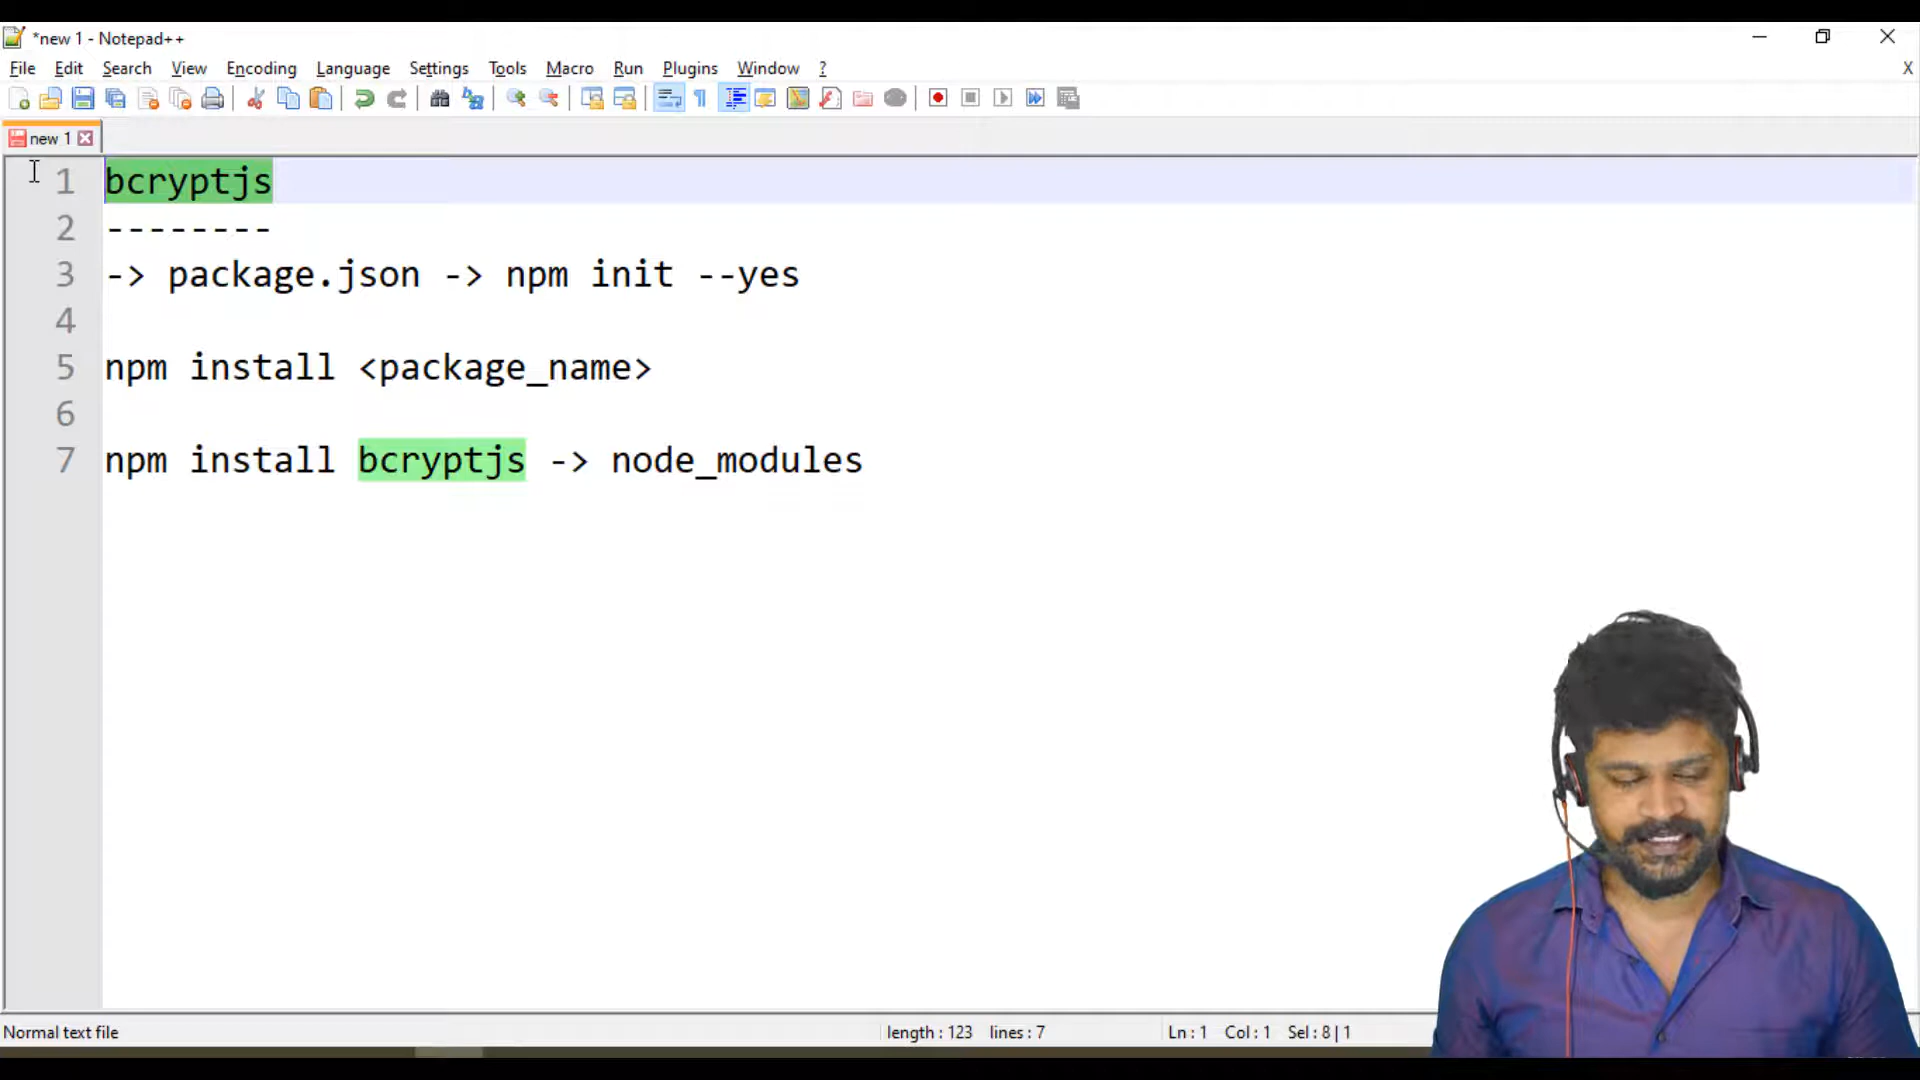 *new 1 - Notepad++
File Edit Search View Encoding Language Settings Tools Macro Run Plugins Window ? X
new 1
1 bcryptjs
2 --------
3 -> package.json -> npm init --yes
4
5 npm install <package_name>
6
7 npm install bcryptjs -> node_modules
Normal text file length : 123 lines : 7 Ln : 1 Col : 1 Sel : 8 | 1